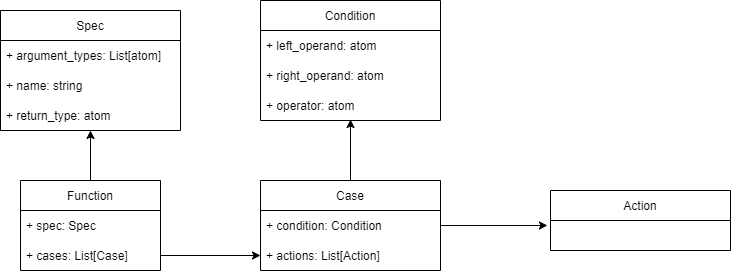 Spec
+ argument_types: List[atom]
+ name: string
+ return_type: atom
Condition
+ left_operand: atom
+ right_operand: atom
+ operator: atom
Function
+ spec: Spec
+ cases: List[Case]
Case
+ condition: Condition
+ actions: List[Action]
Action